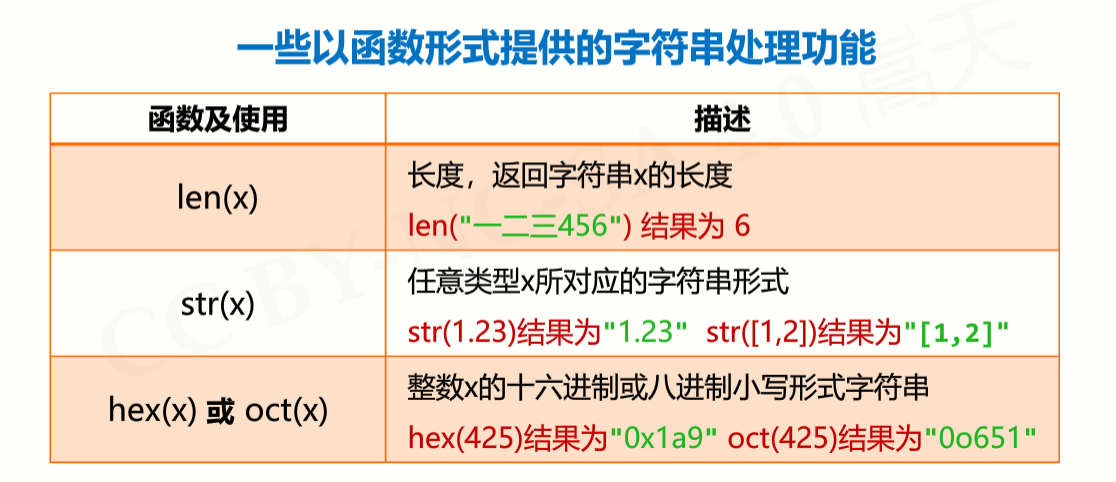 一些以函数形式提供的字符串处理功能
函数及使用 描述
len(x)
长度，返回字符串x的长度
len("一二三456") 结果为 6
str(x)
任意类型x所对应的字符串形式
str(1.23)结果为"1.23" str([1,2])结果为"[1,2]"
hex(x) 或 oct(x)
整数x的十六进制或八进制小写形式字符串
hex(425)结果为"0x1a9" oct(425)结果为"0o651"
CC BY-NC-SA 4.0 嵩天